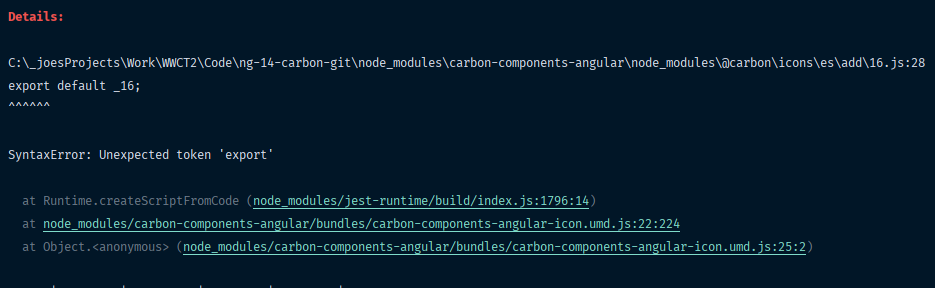 Details:
C:\_joesProjects\Work\WWCT2\Code\ng-14-carbon-git\node_modules\carbon-components-angular\node_modules\@carbon\icons\es\add\16.js:28
export default _16;
^^^^^^
SyntaxError: Unexpected token 'export'
at Runtime.createScriptFromCode (node_modules/jest-runtime/build/index.js:1796:14)
at node_modules/carbon-components-angular/bundles/carbon-components-angular-icon.umd.js:22:224
at Object.<anonymous> (node_modules/carbon-components-angular/bundles/carbon-components-angular-icon.umd.js:25:2)